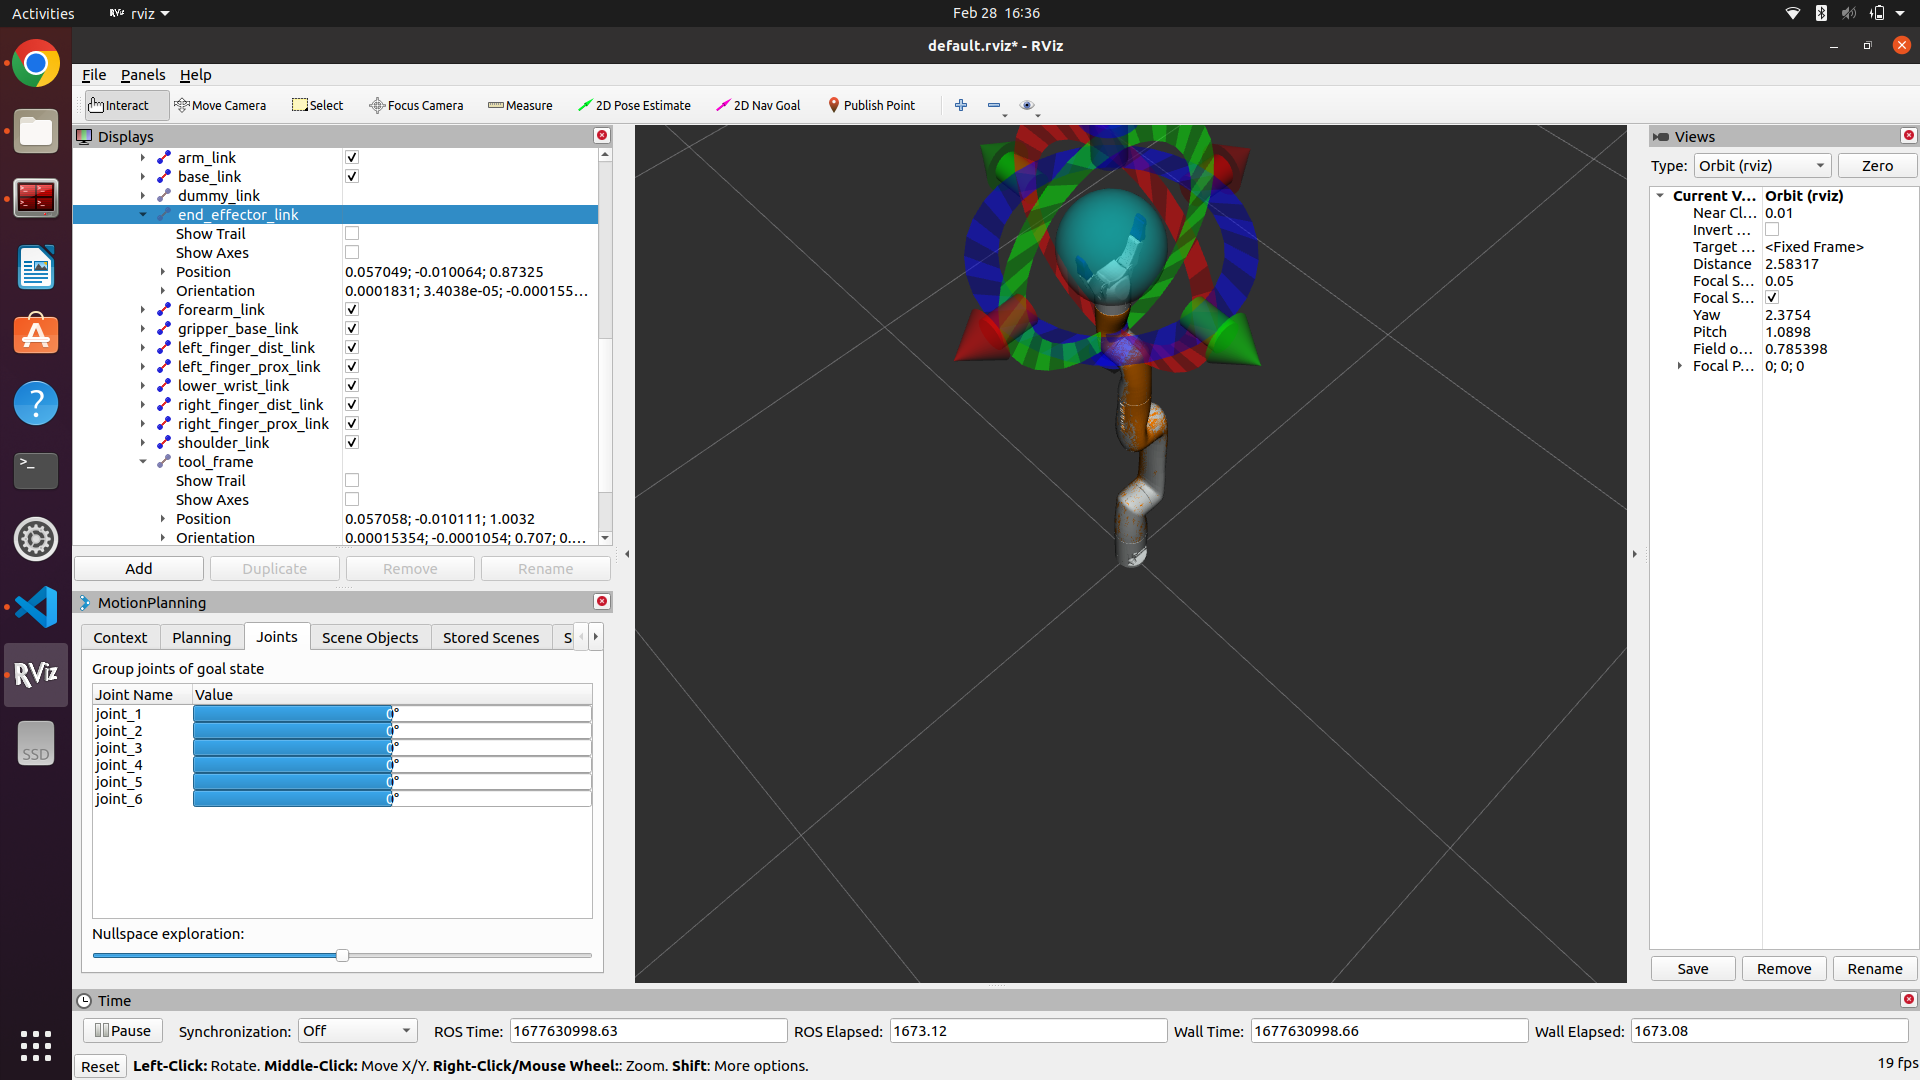 Activities
rviz
Feb 28 16:36
default.rviz* - RViz
File Panels Help
Interact Move Camera Select Focus Camera Measure 2D Pose Estimate 2D Nav Goal Publish Point
Displays
arm_link
base_link
dummy_link
end_effector_link
Show Trail
Show Axes
Position 0.057049; -0.010064; 0.87325
Orientation 0.0001831; 3.4038e-05; -0.000155...
forearm_link
gripper_base_link
left_finger_dist_link
left_finger_prox_link
lower_wrist_link
right_finger_dist_link
right_finger_prox_link
shoulder_link
tool_frame
Show Trail
Show Axes
Position 0.057058; -0.010111; 1.0032
Orientation 0.00015354; -0.0001054; 0.707; 0....
Add Duplicate Remove Rename
MotionPlanning
Context Planning Joints Scene Objects Stored Scenes S
Group joints of goal state
Joint Name Value
joint_1 0°
joint_2 0°
joint_3 0°
joint_4 0°
joint_5 0°
joint_6 0°
Nullspace exploration:
Views
Type: Orbit (rviz) Zero
Current V... Orbit (rviz)
Near Cl... 0.01
Invert ...
Target ... <Fixed Frame>
Distance 2.58317
Focal S... 0.05
Focal S...
Yaw 2.3754
Pitch 1.0898
Field o... 0.785398
Focal P... 0; 0; 0
Save Remove Rename
Time
Pause Synchronization: Off ROS Time: 1677630998.63 ROS Elapsed: 1673.12 Wall Time: 1677630998.66 Wall Elapsed: 1673.08
Reset Left-Click: Rotate. Middle-Click: Move X/Y. Right-Click/Mouse Wheel:: Zoom. Shift: More options.
19 fps
RViz
SSD